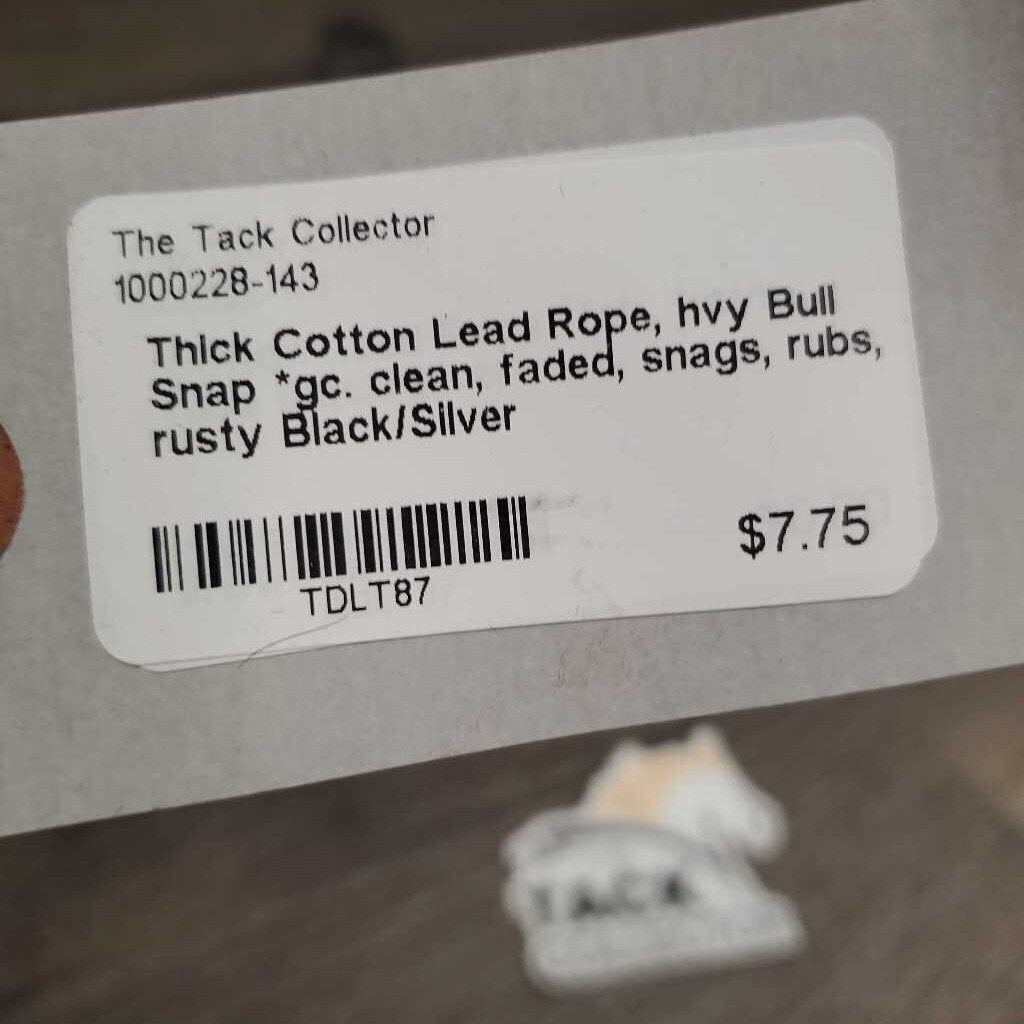 The Tack Collector
1000228-143
Thick Cotton Lead Rope, hvy Bull
Snap *gc. clean, faded, snags, rubs,
rusty Black/Silver
TDLT87
$7.75
TACK